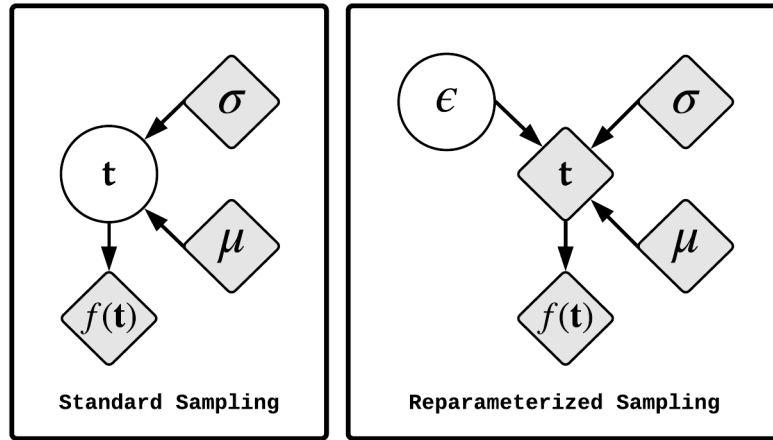 σ
t
μ
f(t)
Standard Sampling
ϵ
σ
t
μ
f(t)
Reparameterized Sampling